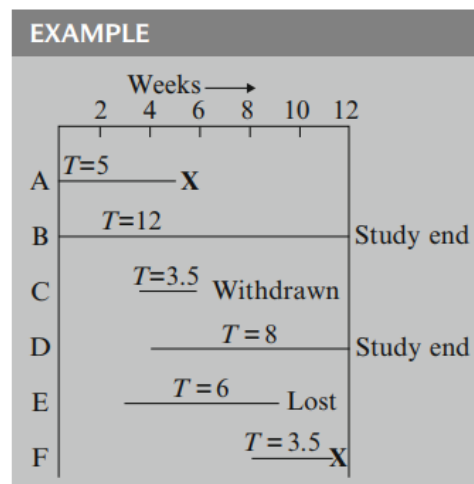 EXAMPLE
Weeks
2 4 6 8 10 12
T=5
A X
T=12
B Study end
T=3.5
C Withdrawn
T = 8
D Study end
T = 6
E Lost
T = 3.5
F X